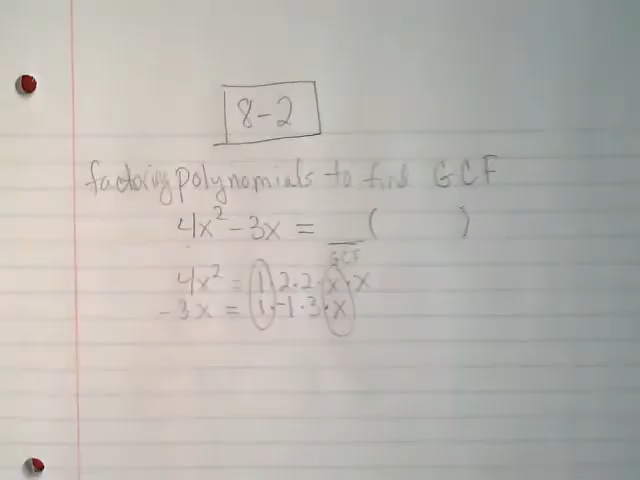 8-2
factoring polynomials to find GCF
4x² - 3x = __( )
GCF
4x² = 1·2·2·x·x
-3x = 1·-1·3·x